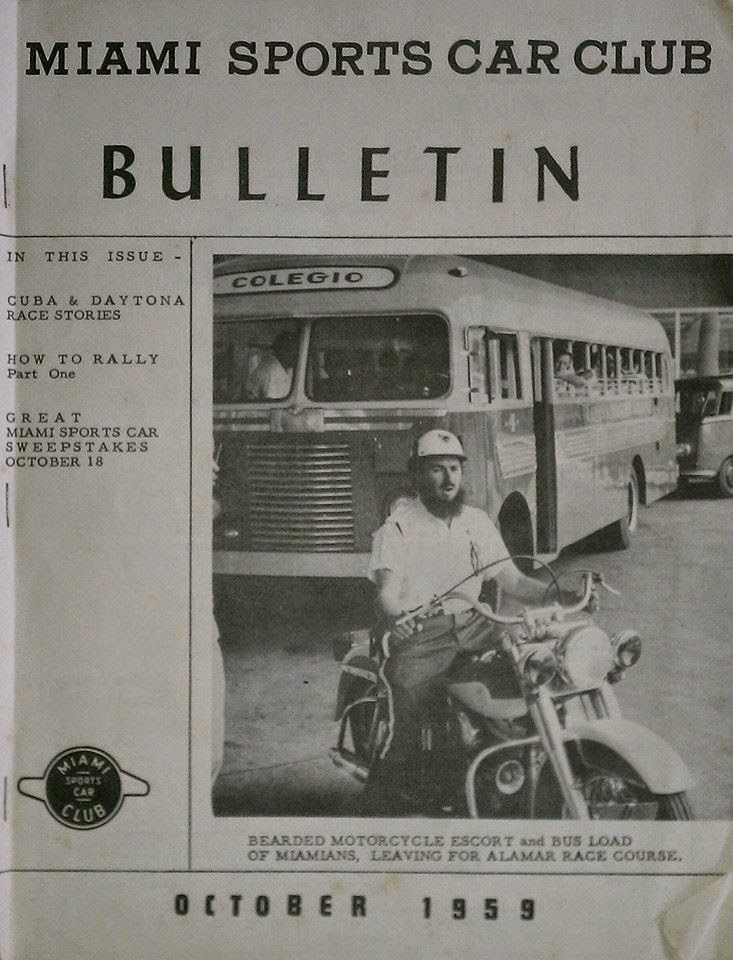 MIAMI SPORTS CAR CLUB
BULLETIN
IN THIS ISSUE -
CUBA & DAYTONA
RACE STORIES
HOW TO RALLY
Part One
GREAT
MIAMI SPORTS CAR
SWEEPSTAKES
OCTOBER 18
COLEGIO
MIAMI
SPORTS
CAR
CLUB
BEARDED MOTORCYCLE ESCORT and BUS LOAD
OF MIAMIANS, LEAVING FOR ALAMAR RACE COURSE.
OCTOBER 1959